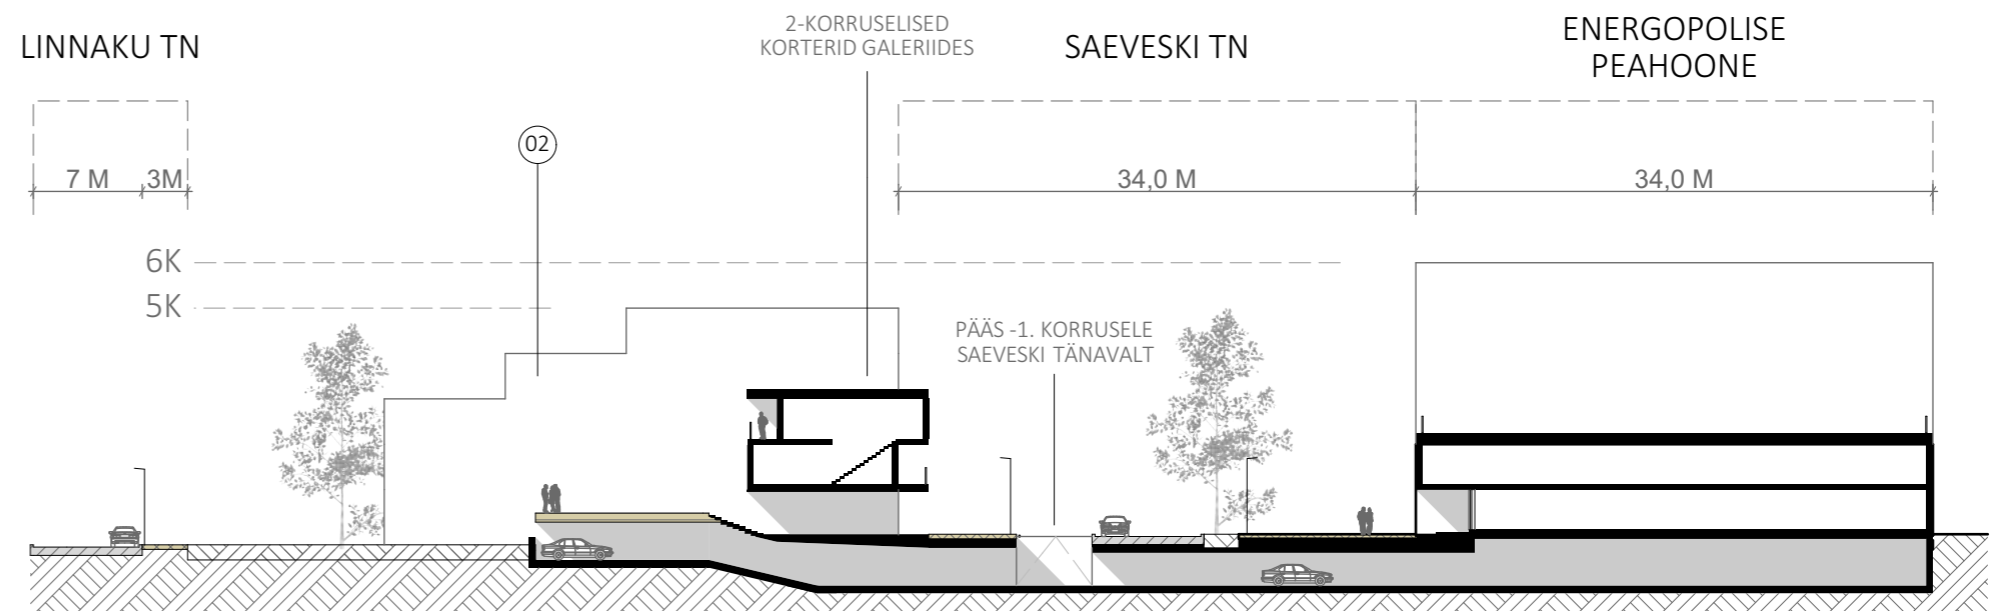 LINNAKU TN
2-KORRUSELISED
KORTERID GALERIIDES
SAEVESKI TN
ENERGOPOLISE
PEAHOONE
02
7 M
3M
34,0 M
34,0 M
6K
5K
PÄÄS -1. KORRUSELE
SAEVESKI TÄNAVALT